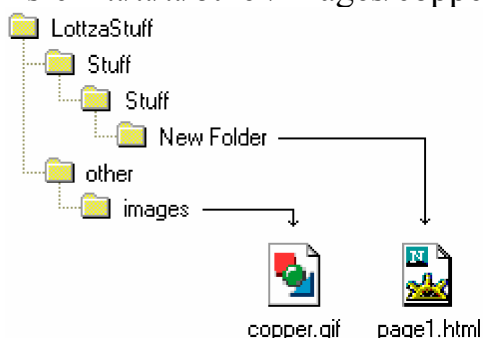 LottzaStuff
Stuff
Stuff
New Folder
other
images
N
copper.gif page1.html